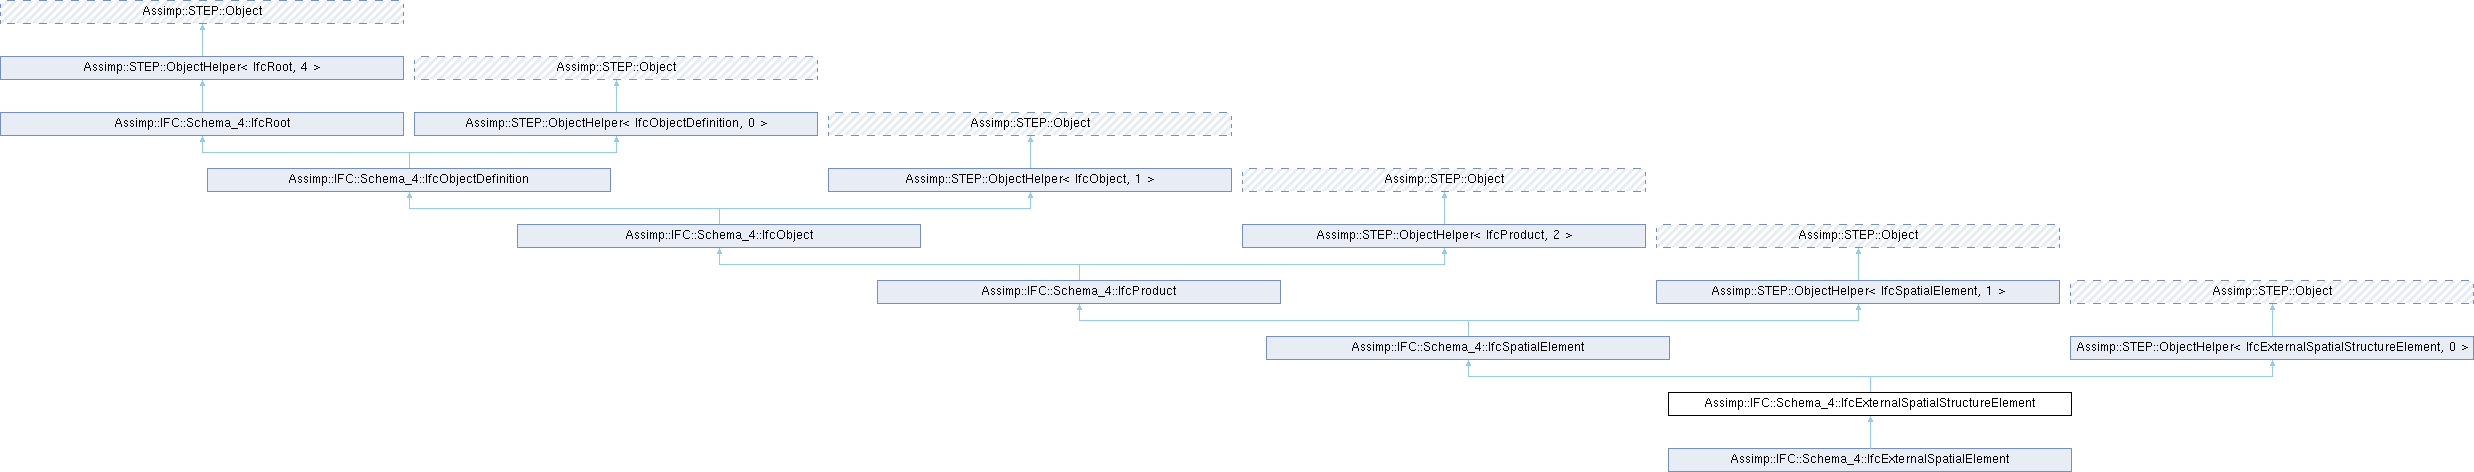 Assimp::STEP::Object
Assimp::STEP::ObjectHelper< IfcRoot, 4 >
Assimp::STEP::Object
Assimp::IFC::Schema_4::IfcRoot
Assimp::STEP::ObjectHelper< IfcObjectDefinition, 0 >
Assimp::STEP::Object
Assimp::IFC::Schema_4::IfcObjectDefinition
Assimp::STEP::ObjectHelper< IfcObject, 1 >
Assimp::STEP::Object
Assimp::IFC::Schema_4::IfcObject
Assimp::STEP::ObjectHelper< IfcProduct, 2 >
Assimp::STEP::Object
Assimp::IFC::Schema_4::IfcProduct
Assimp::STEP::ObjectHelper< IfcSpatialElement, 1 >
Assimp::STEP::Object
Assimp::IFC::Schema_4::IfcSpatialElement
Assimp::STEP::ObjectHelper< IfcExternalSpatialStructureElement, 0 >
Assimp::IFC::Schema_4::IfcExternalSpatialStructureElement
Assimp::IFC::Schema_4::IfcExternalSpatialElement